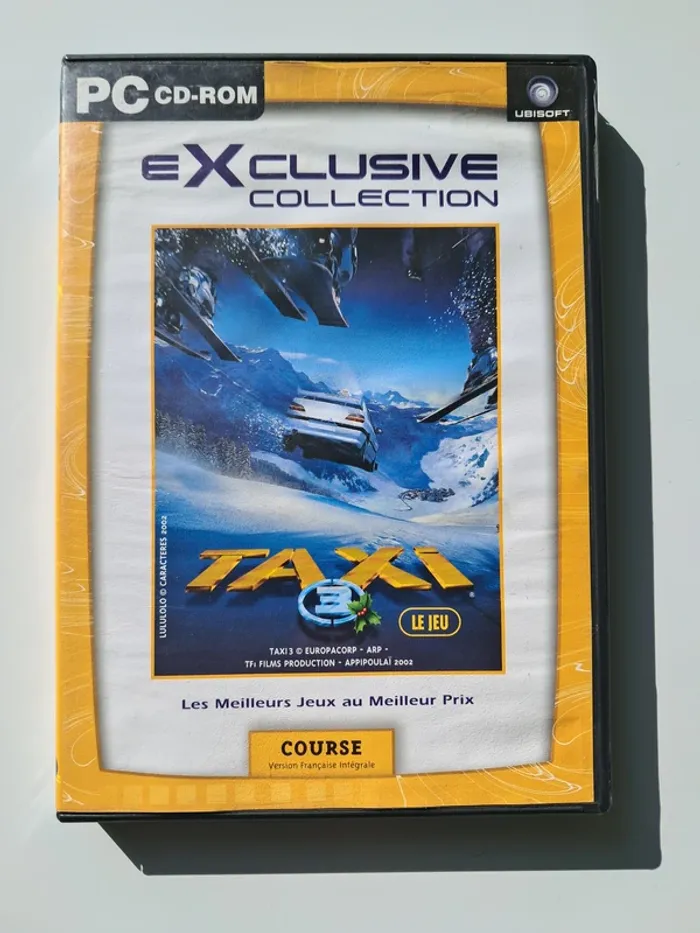 PC CD-ROM
UBISOFT
eXCLUSIVE
COLLECTION
LULULOLO © CARACTERES 2002
TAXi
3
LE JEU
TAXI 3 © EUROPACORP - ARP -
TF1 FILMS PRODUCTION - APPIPOULAÏ 2002
Les Meilleurs Jeux au Meilleur Prix
COURSE
Version Française Intégrale